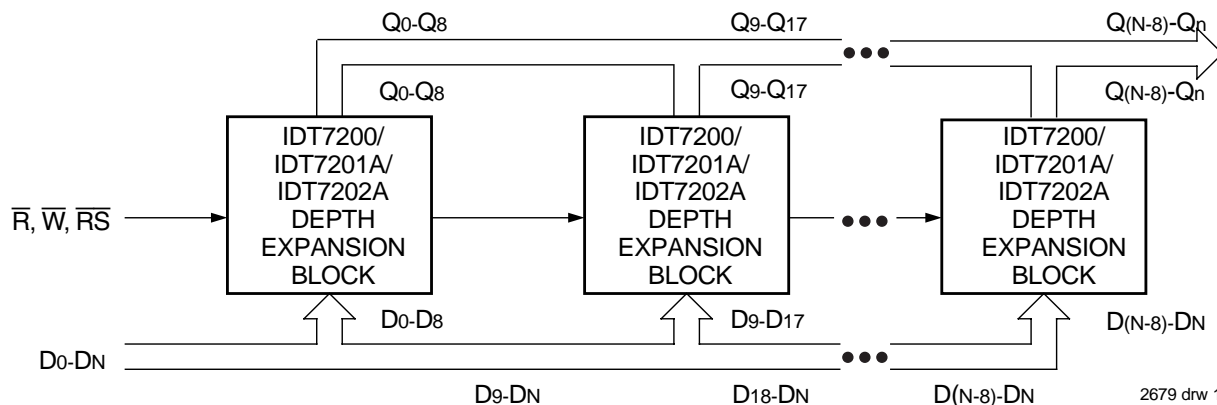 Q0-Q8 Q9-Q17 Q(N-8)-Qn
Q0-Q8 Q9-Q17 Q(N-8)-Qn
IDT7200/
IDT7201A/
IDT7202A
DEPTH
EXPANSION
BLOCK
IDT7200/
IDT7201A/
IDT7202A
DEPTH
EXPANSION
BLOCK
IDT7200/
IDT7201A/
IDT7202A
DEPTH
EXPANSION
BLOCK
R̅, W̅, R̅S̅
D0-D8 D9-D17 D(N-8)-DN
D0-DN
D9-DN D18-DN D(N-8)-DN
2679 drw 1